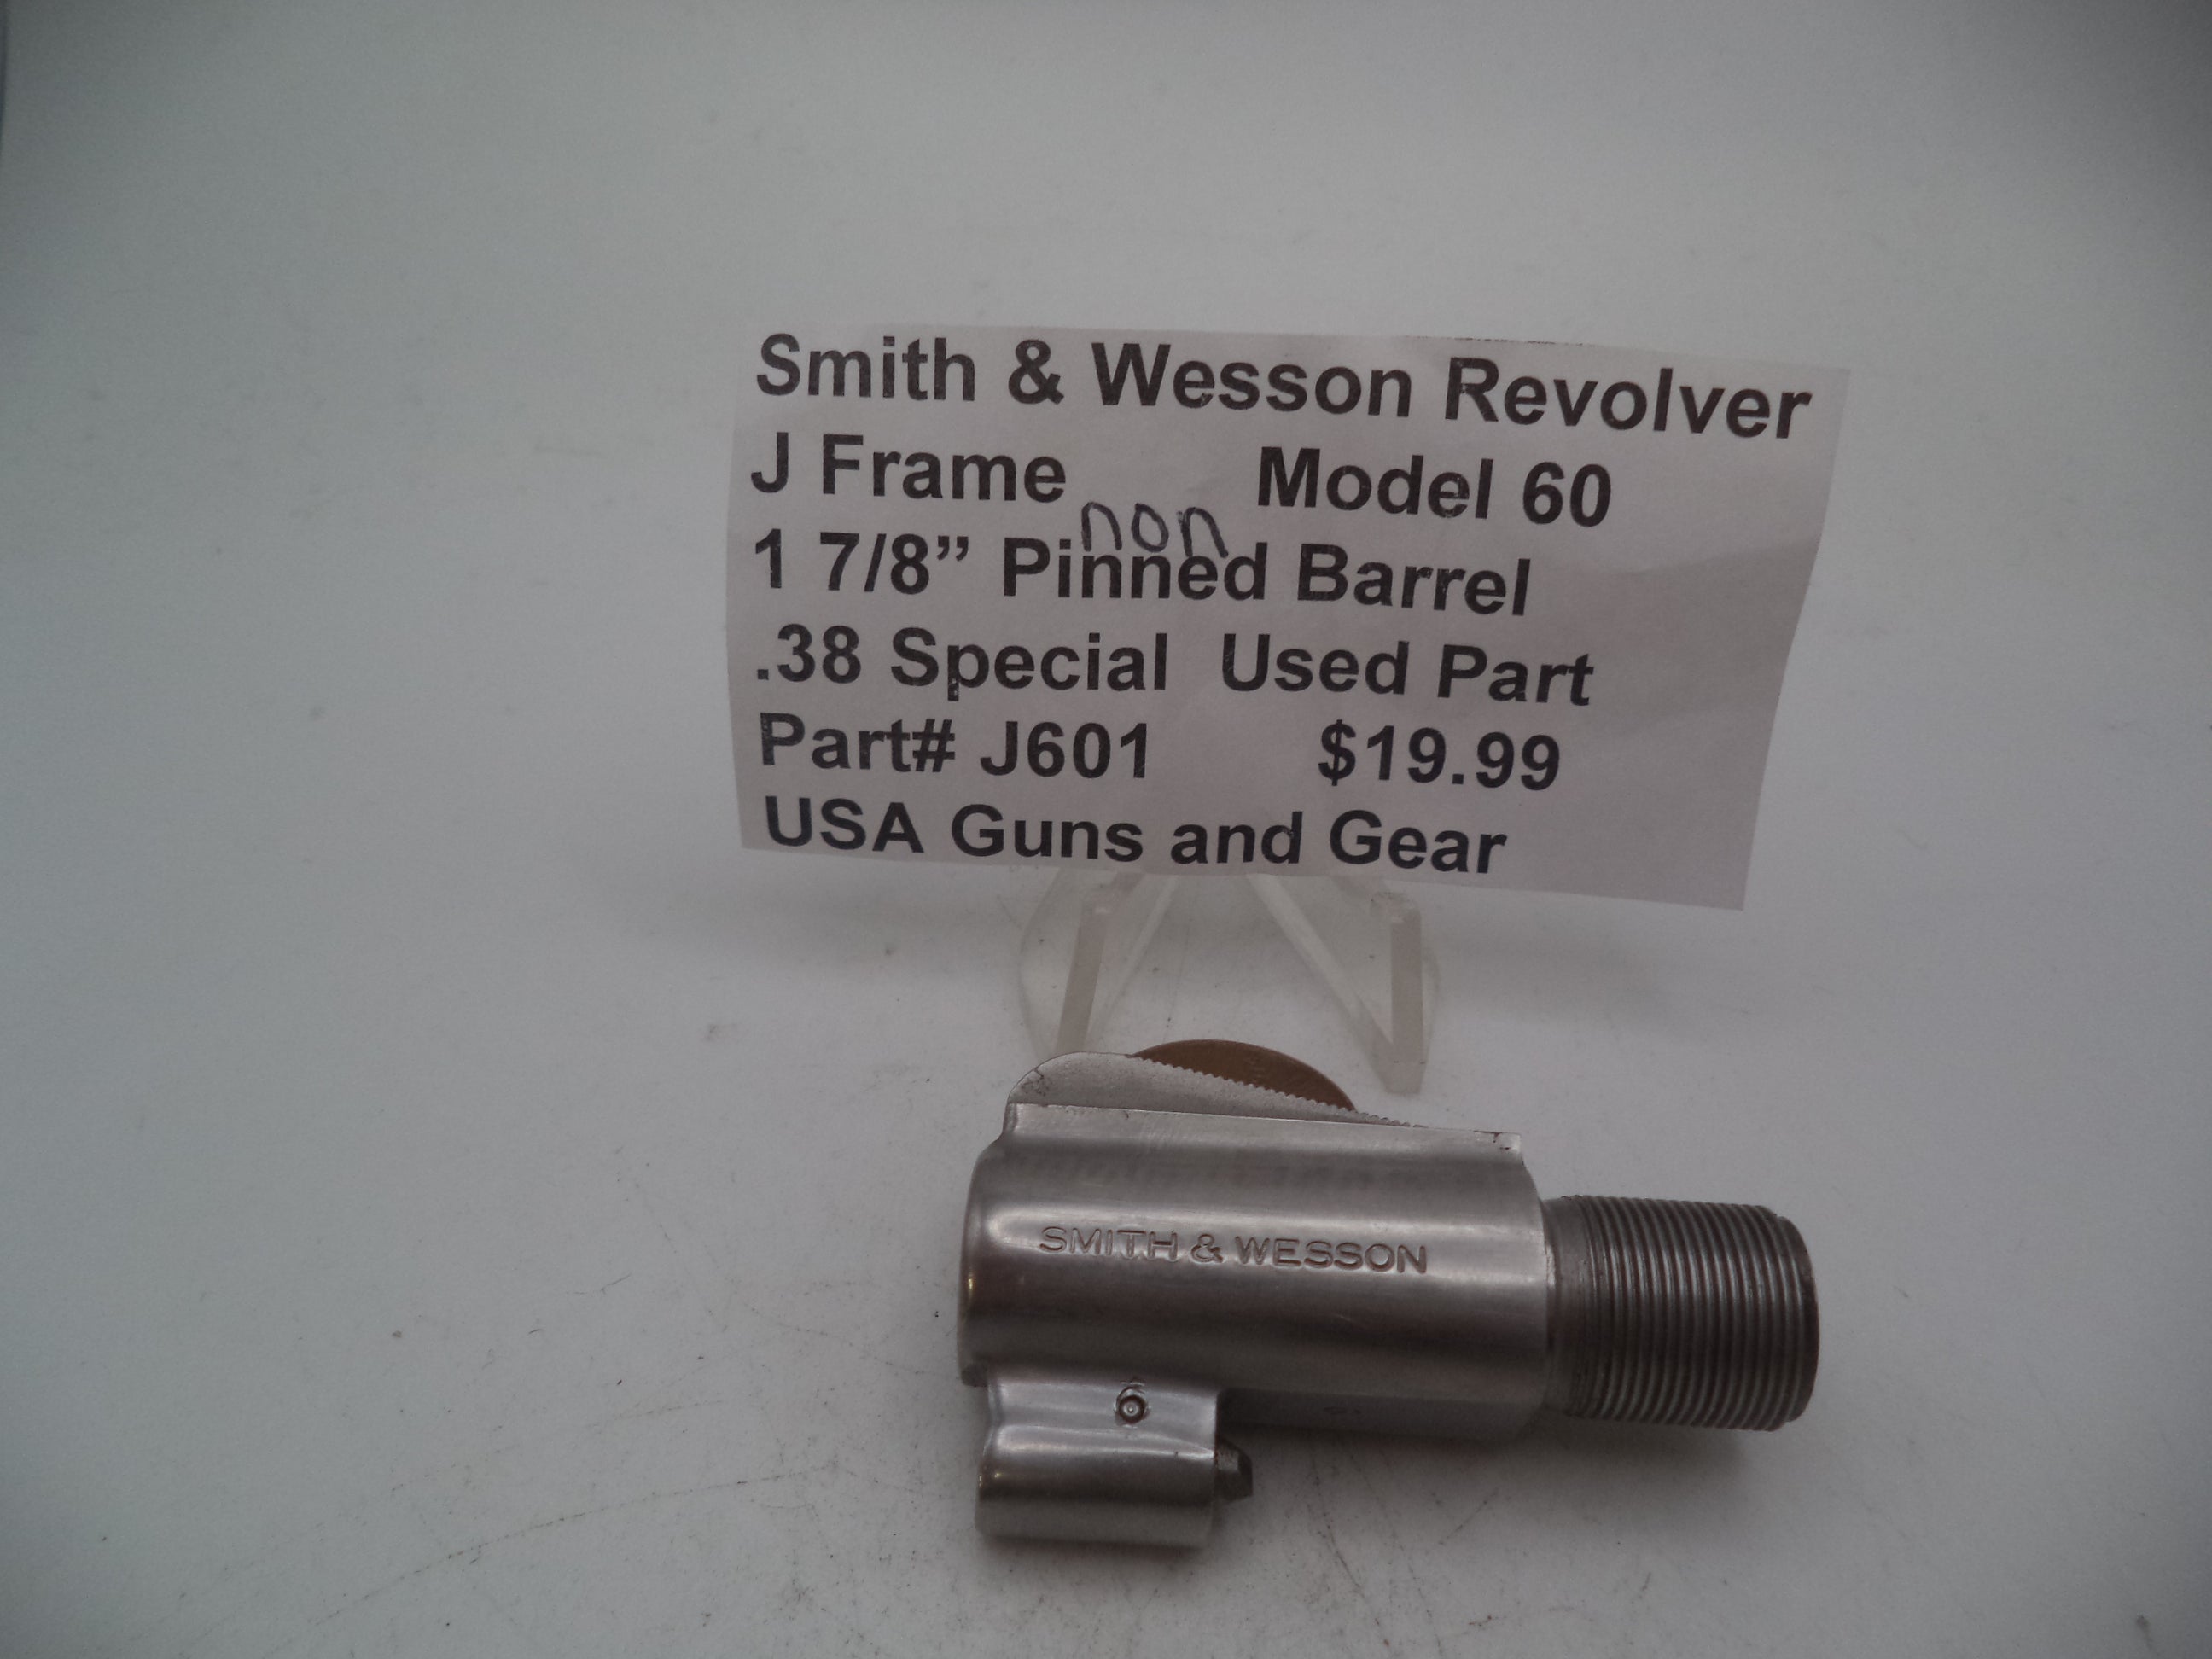 Smith & Wesson Revolver
J Frame Model 60
non
1 7/8” Pinned Barrel
.38 Special Used Part
Part# J601 $19.99
USA Guns and Gear
SMITH & WESSON
6